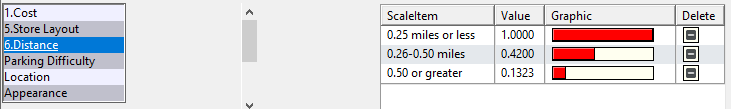 1.Cost
5.Store Layout
6.Distance
Parking Difficulty
Location
Appearance
ScaleItem Value Graphic Delete
0.25 miles or less 1.0000
0.26-0.50 miles 0.4200
0.50 or greater 0.1323